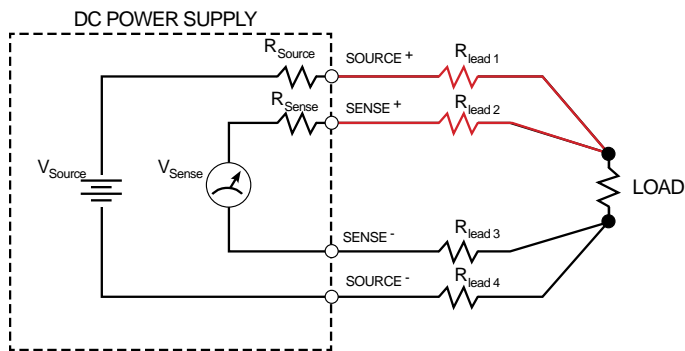 DC POWER SUPPLY
RSource
SOURCE +
Rlead 1
RSense
SENSE +
Rlead 2
VSource
VSense
LOAD
SENSE -
Rlead 3
SOURCE -
Rlead 4